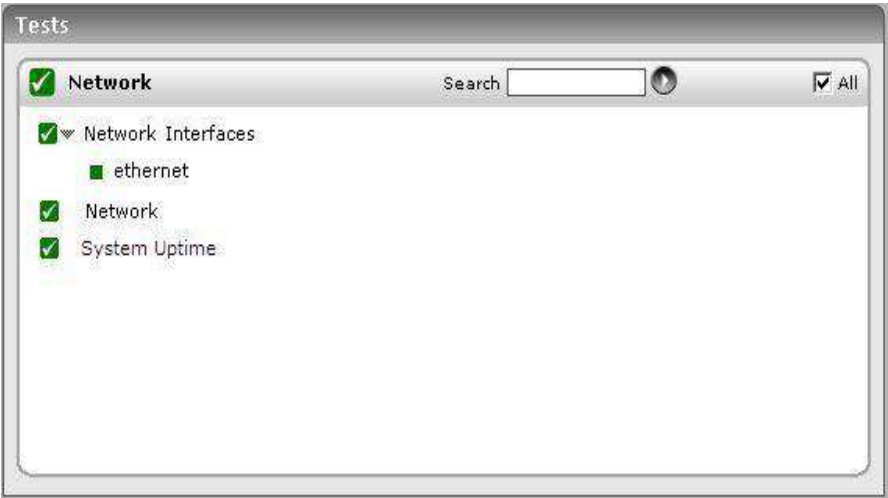 Tests
Network Search All
Network Interfaces
ethernet
Network
System Uptime